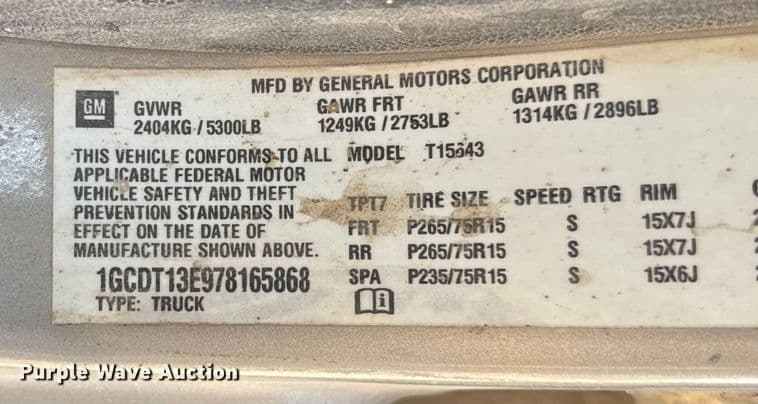 MFD BY GENERAL MOTORS CORPORATION
GM GVWR GAWR FRT GAWR RR
2404KG / 5300LB 1249KG / 2753LB 1314KG / 2896LB
THIS VEHICLE CONFORMS TO ALL MODEL T15643
APPLICABLE FEDERAL MOTOR
VEHICLE SAFETY AND THEFT TPT7 TIRE SIZE SPEED RTG RIM
PREVENTION STANDARDS IN FRT P265/75R15 S 15X7J
EFFECT ON THE DATE OF
MANUFACTURE SHOWN ABOVE. RR P265/75R15 S 15X7J
1GCDT13E978165868 SPA P235/75R15 S 15X6J
TYPE: TRUCK
Purple Wave Auction